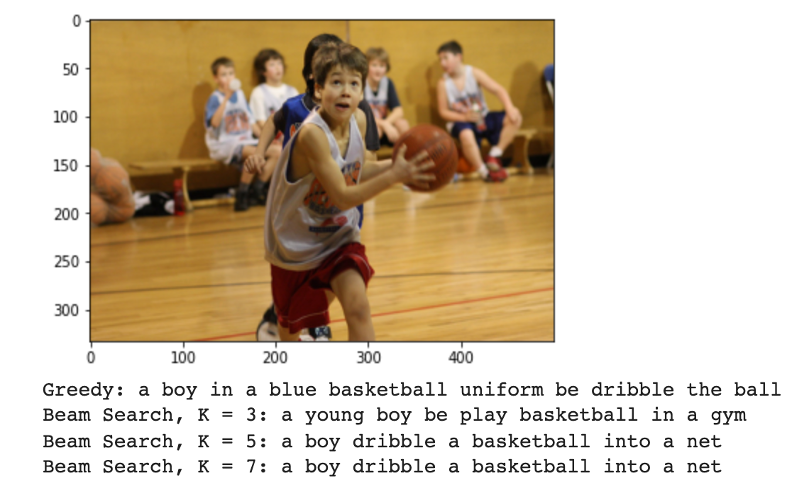 0
50
100
150
200
250
300
0 100 200 300 400
Greedy: a boy in a blue basketball uniform be dribble the ball
Beam Search, K = 3: a young boy be play basketball in a gym
Beam Search, K = 5: a boy dribble a basketball into a net
Beam Search, K = 7: a boy dribble a basketball into a net